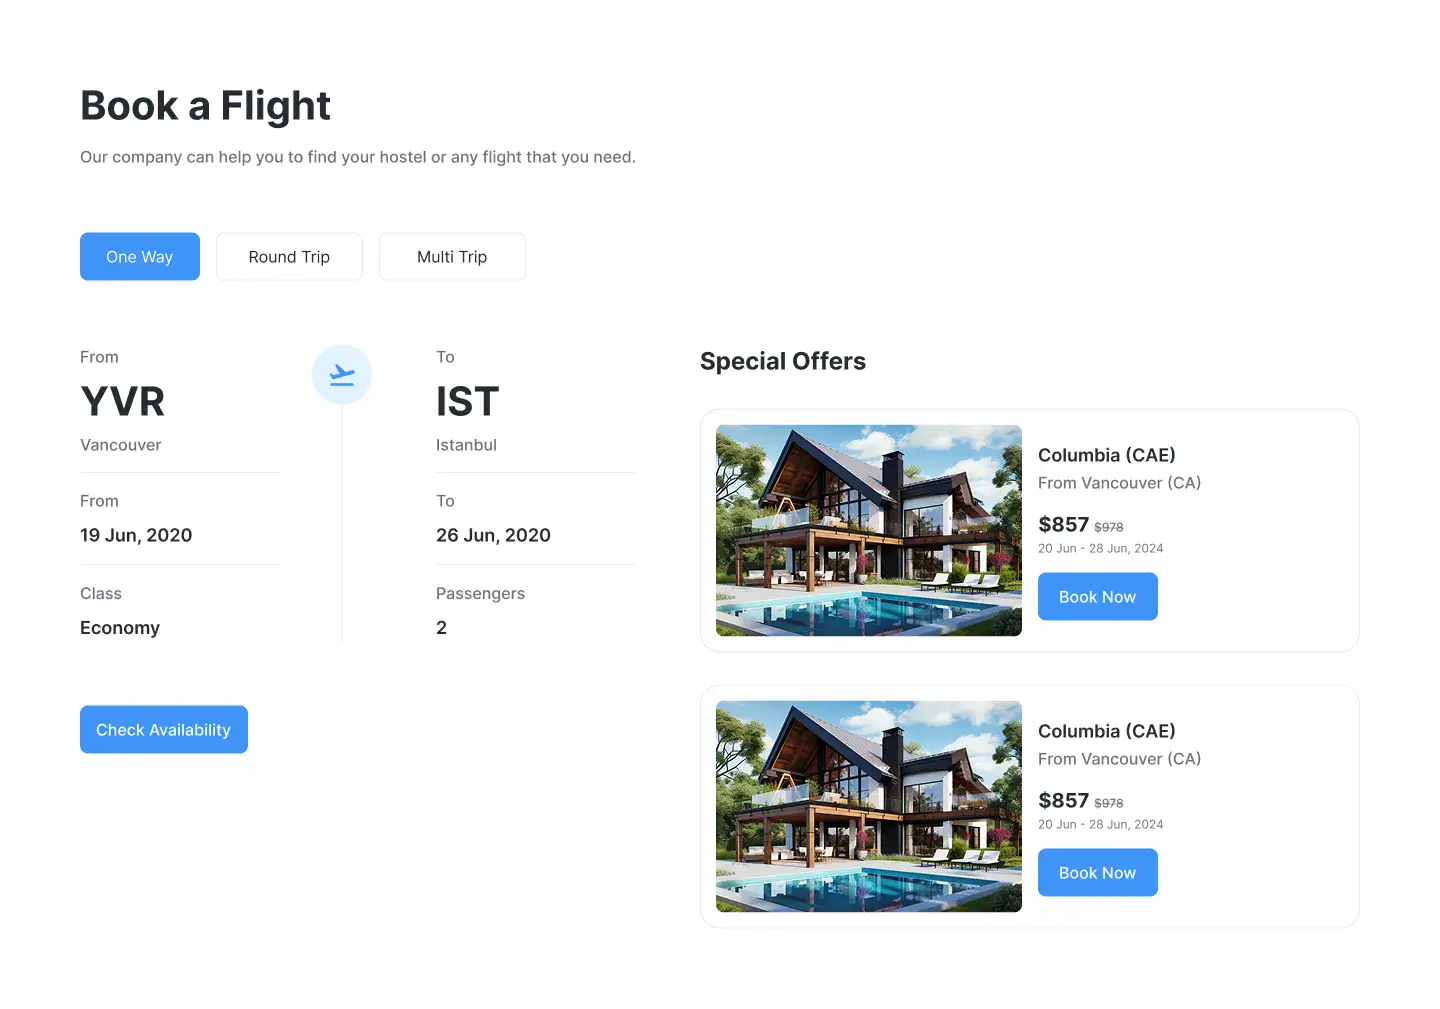 Book a Flight
Our company can help you to find your hostel or any flight that you need.
One Way
Round Trip
Multi Trip
From
YVR
Vancouver
To
IST
Istanbul
From
19 Jun, 2020
To
26 Jun, 2020
Class
Economy
Passengers
2
Check Availability
Special Offers
Columbia (CAE)
From Vancouver (CA)
$857 $978
20 Jun - 28 Jun, 2024
Book Now
Columbia (CAE)
From Vancouver (CA)
$857 $978
20 Jun - 28 Jun, 2024
Book Now